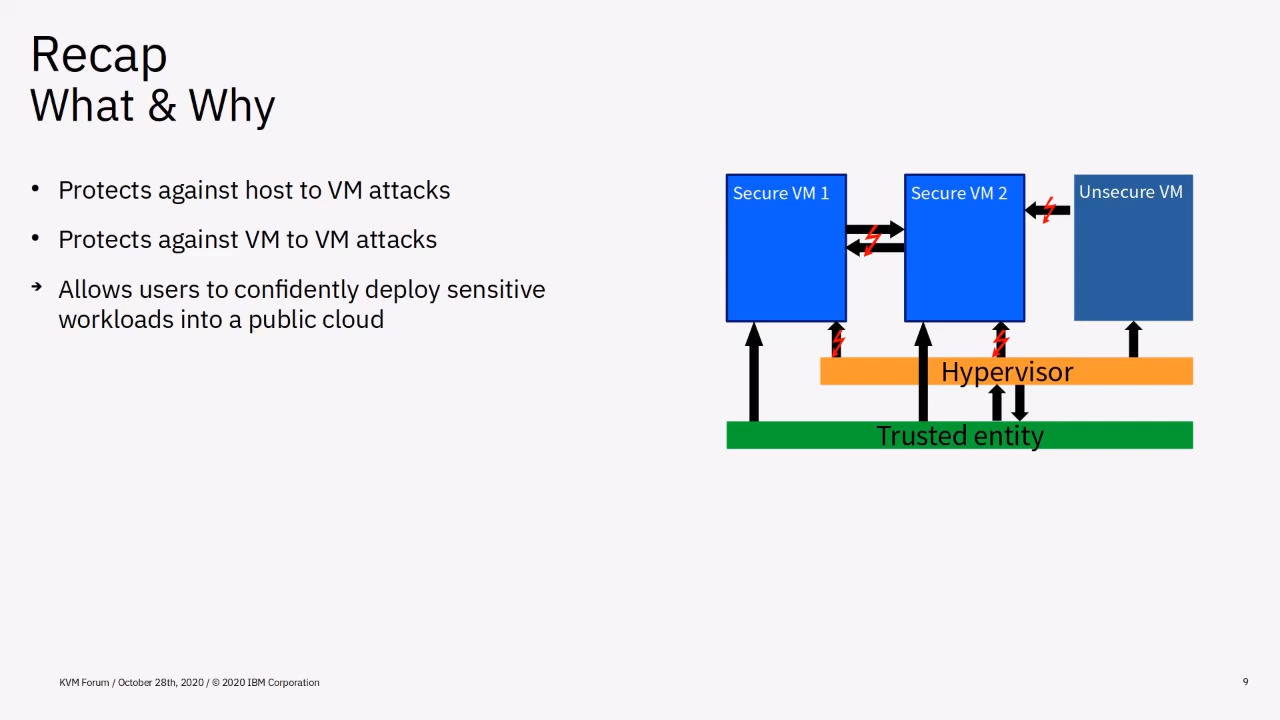 Recap
What & Why
• Protects against host to VM attacks
• Protects against VM to VM attacks
➔ Allows users to confidently deploy sensitive
workloads into a public cloud
Secure VM 1
Secure VM 2
Unsecure VM
Hypervisor
Trusted entity
KVM Forum / October 28th, 2020 / © 2020 IBM Corporation
9